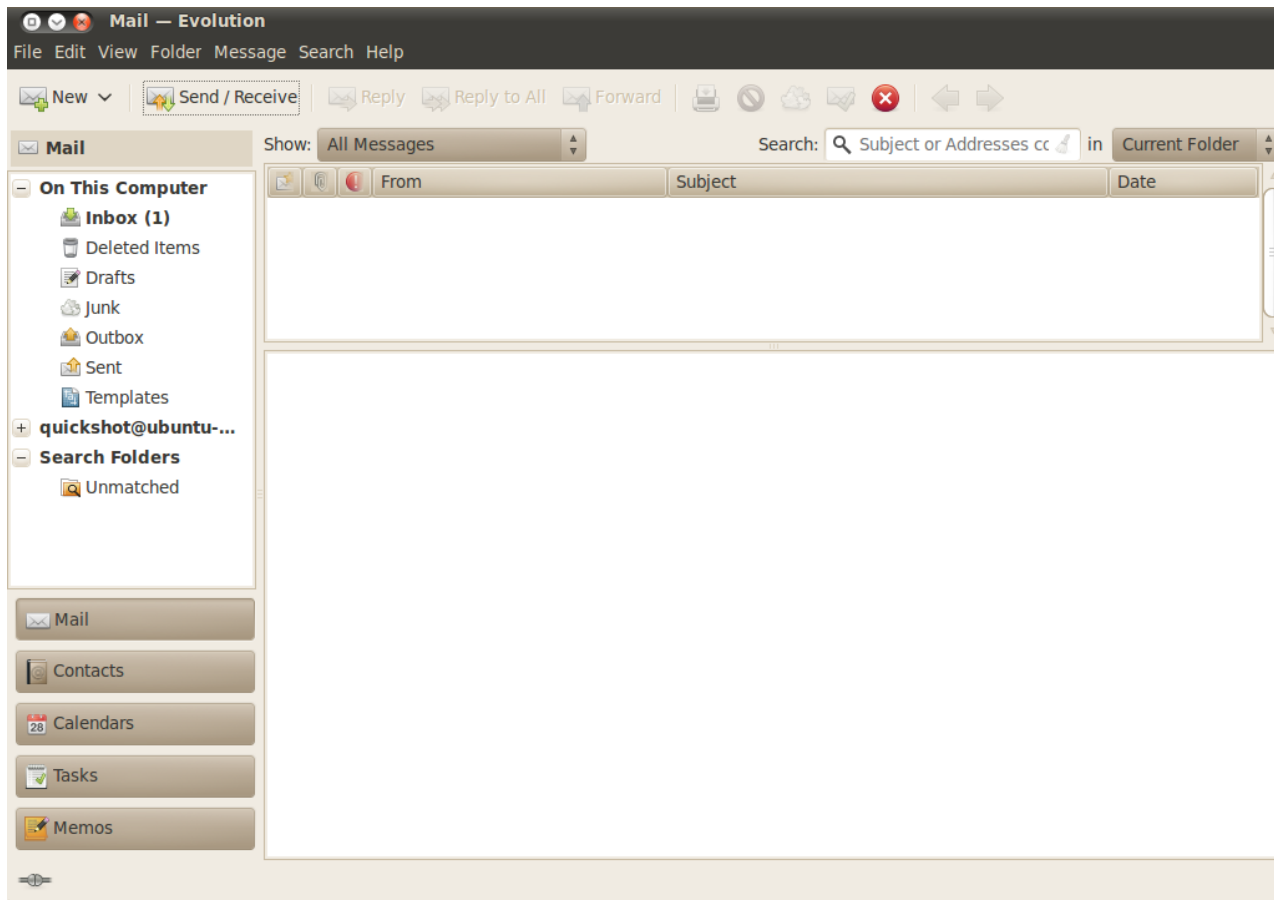 Mail — Evolution
File Edit View Folder Message Search Help
New Send / Receive Reply Reply to All Forward
Mail
Show: All Messages Search: Subject or Addresses cc in Current Folder
From Subject Date
On This Computer
Inbox (1)
Deleted Items
Drafts
Junk
Outbox
Sent
Templates
quickshot@ubuntu-...
Search Folders
Unmatched
Mail
Contacts
28 Calendars
Tasks
Memos